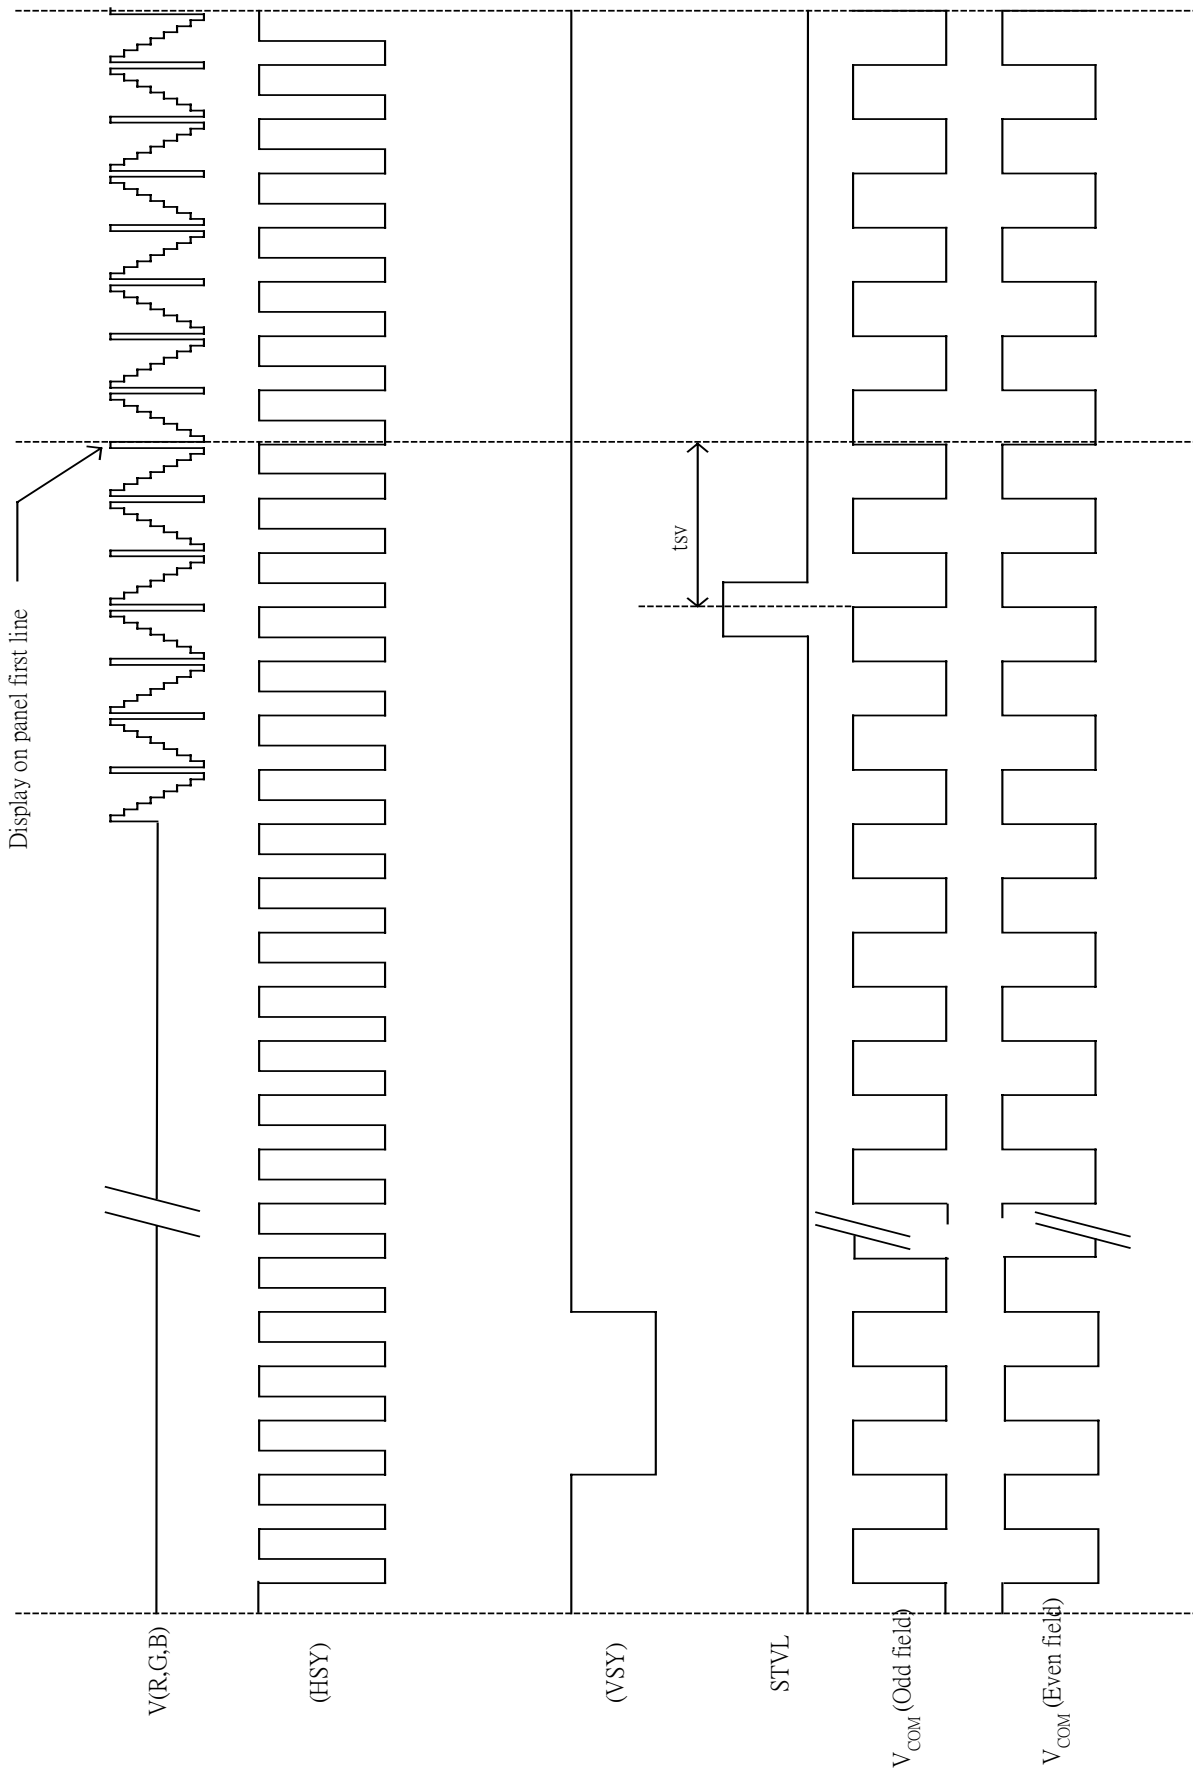 Display on panel first line
V(R,G,B)
(HSY)
(VSY)
tsv
STVL
VCOM (Odd field)
VCOM (Even field)